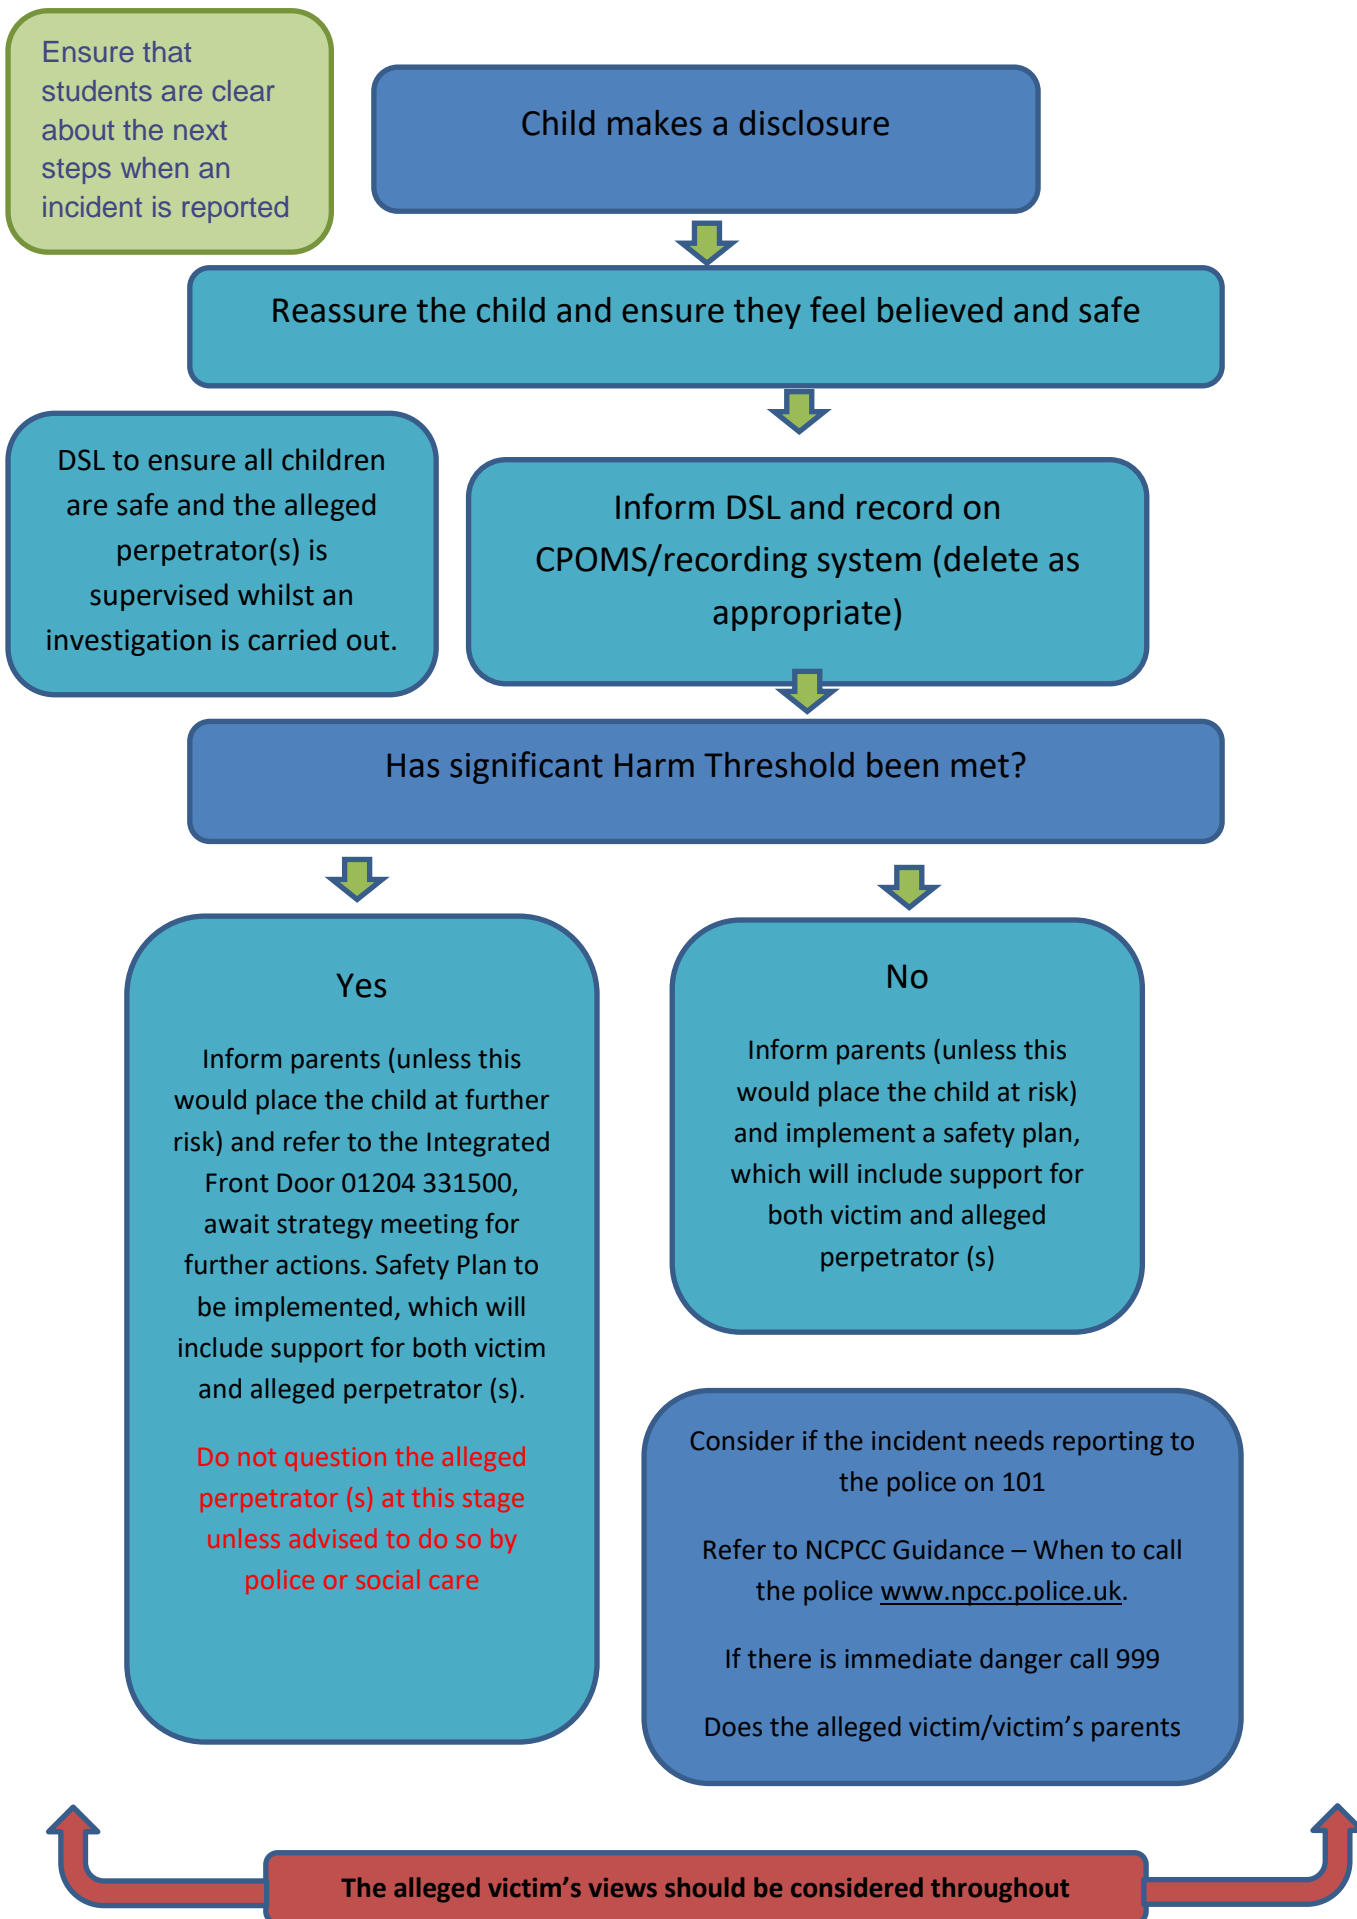 Ensure that
students are clear
about the next
steps when an
incident is reported
Child makes a disclosure
Reassure the child and ensure they feel believed and safe
DSL to ensure all children
are safe and the alleged
perpetrator(s) is
supervised whilst an
investigation is carried out.
Inform DSL and record on
CPOMS/recording system (delete as
appropriate)
Has significant Harm Threshold been met?
Yes
Inform parents (unless this
would place the child at further
risk) and refer to the Integrated
Front Door 01204 331500,
await strategy meeting for
further actions. Safety Plan to
be implemented, which will
include support for both victim
and alleged perpetrator (s).
Do not question the alleged
perpetrator (s) at this stage
unless advised to do so by
police or social care
No
Inform parents (unless this
would place the child at risk)
and implement a safety plan,
which will include support for
both victim and alleged
perpetrator (s)
Consider if the incident needs reporting to
the police on 101
Refer to NCPCC Guidance – When to call
the police www.npcc.police.uk.
If there is immediate danger call 999
Does the alleged victim/victim’s parents
The alleged victim’s views should be considered throughout